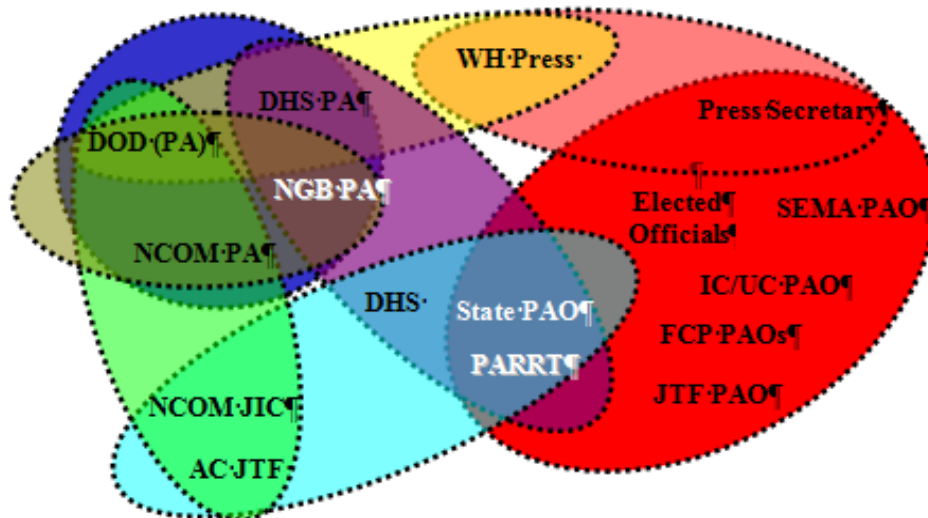 WH·Press·
DHS·PA¶
Press·Secretary¶
DOD·(PA)¶
¶
NGB·PA¶
Elected¶
Officials¶
SEMA·PAO¶
NCOM·PA¶
IC/UC·PAO¶
DHS·
State·PAO¶
FCP·PAOs¶
PARRT¶
JTF·PAO¶
NCOM·JIC¶
AC·JTF·